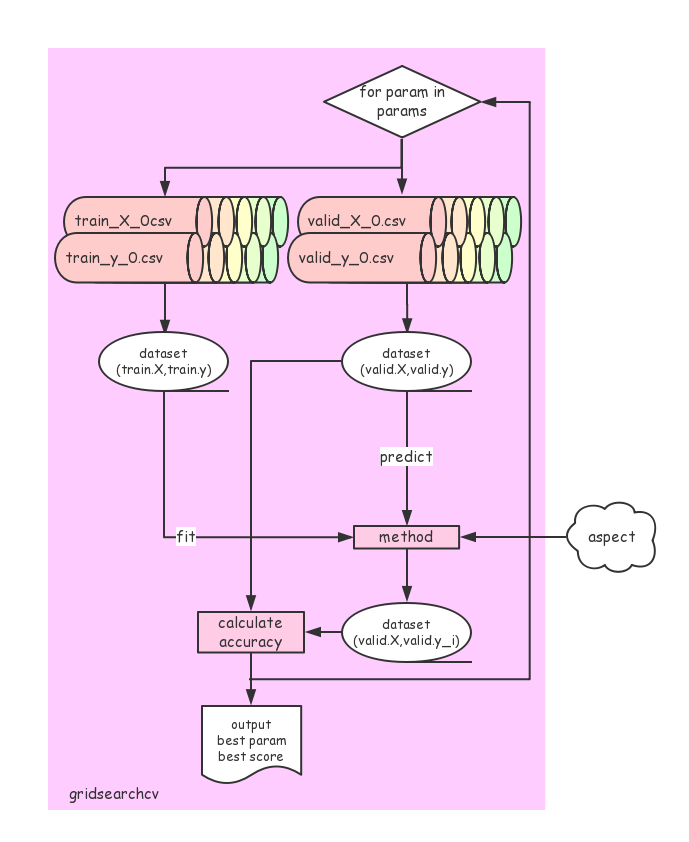 for param in
params
train_X_0csv
valid_X_0.csv
train_y_0.csv
valid_y_0.csv
dataset
(train.X,train.y)
dataset
(valid.X,valid.y)
predict
fit
method
aspect
calculate
accuracy
dataset
(valid.X,valid.y_i)
output
best param
best score
gridsearchcv